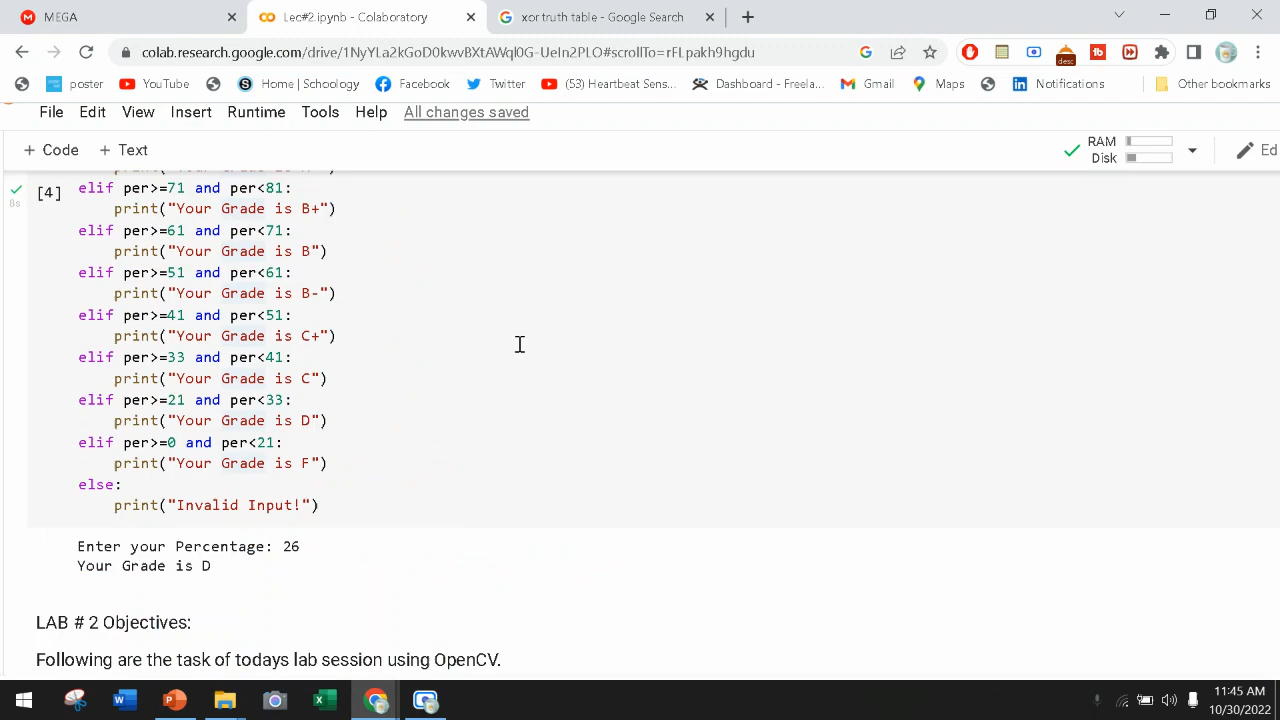 MEGA
Lec#2.ipynb - Colaboratory
xor truth table - Google Search
colab.research.google.com/drive/1NyYLa2kGoD0kwvBXtAWql0G-UeIn2PLO#scrollTo=rFLpakh9hgdu
desc
poster
YouTube
Home | Schoology
Facebook
Twitter
(53) Heartbeat Sens...
Dashboard - Freela...
Gmail
Maps
Notifications
Other bookmarks
File Edit View Insert Runtime Tools Help All changes saved
+ Code + Text
RAM
Disk
Ed
[4]
8s
elif per>=71 and per<81:
print("Your Grade is B+")
elif per>=61 and per<71:
print("Your Grade is B")
elif per>=51 and per<61:
print("Your Grade is B-")
elif per>=41 and per<51:
print("Your Grade is C+")
elif per>=33 and per<41:
print("Your Grade is C")
elif per>=21 and per<33:
print("Your Grade is D")
elif per>=0 and per<21:
print("Your Grade is F")
else:
print("Invalid Input!")
Enter your Percentage: 26
Your Grade is D
LAB # 2 Objectives:
Following are the task of todays lab session using OpenCV.
11:45 AM
10/30/2022